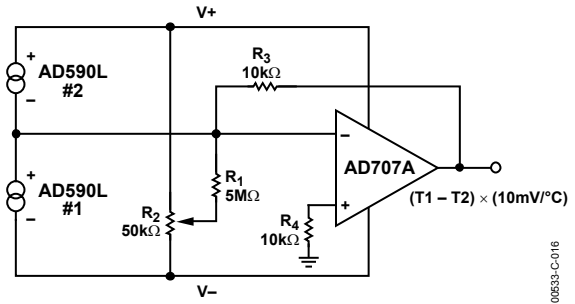 V+
+
AD590L
#2
–
R3
10kΩ
+
AD590L
#1
–
R1
5MΩ
R2
50kΩ
–
AD707A
+
R4
10kΩ
(T1 – T2) × (10mV/°C)
V–
00533-C-016